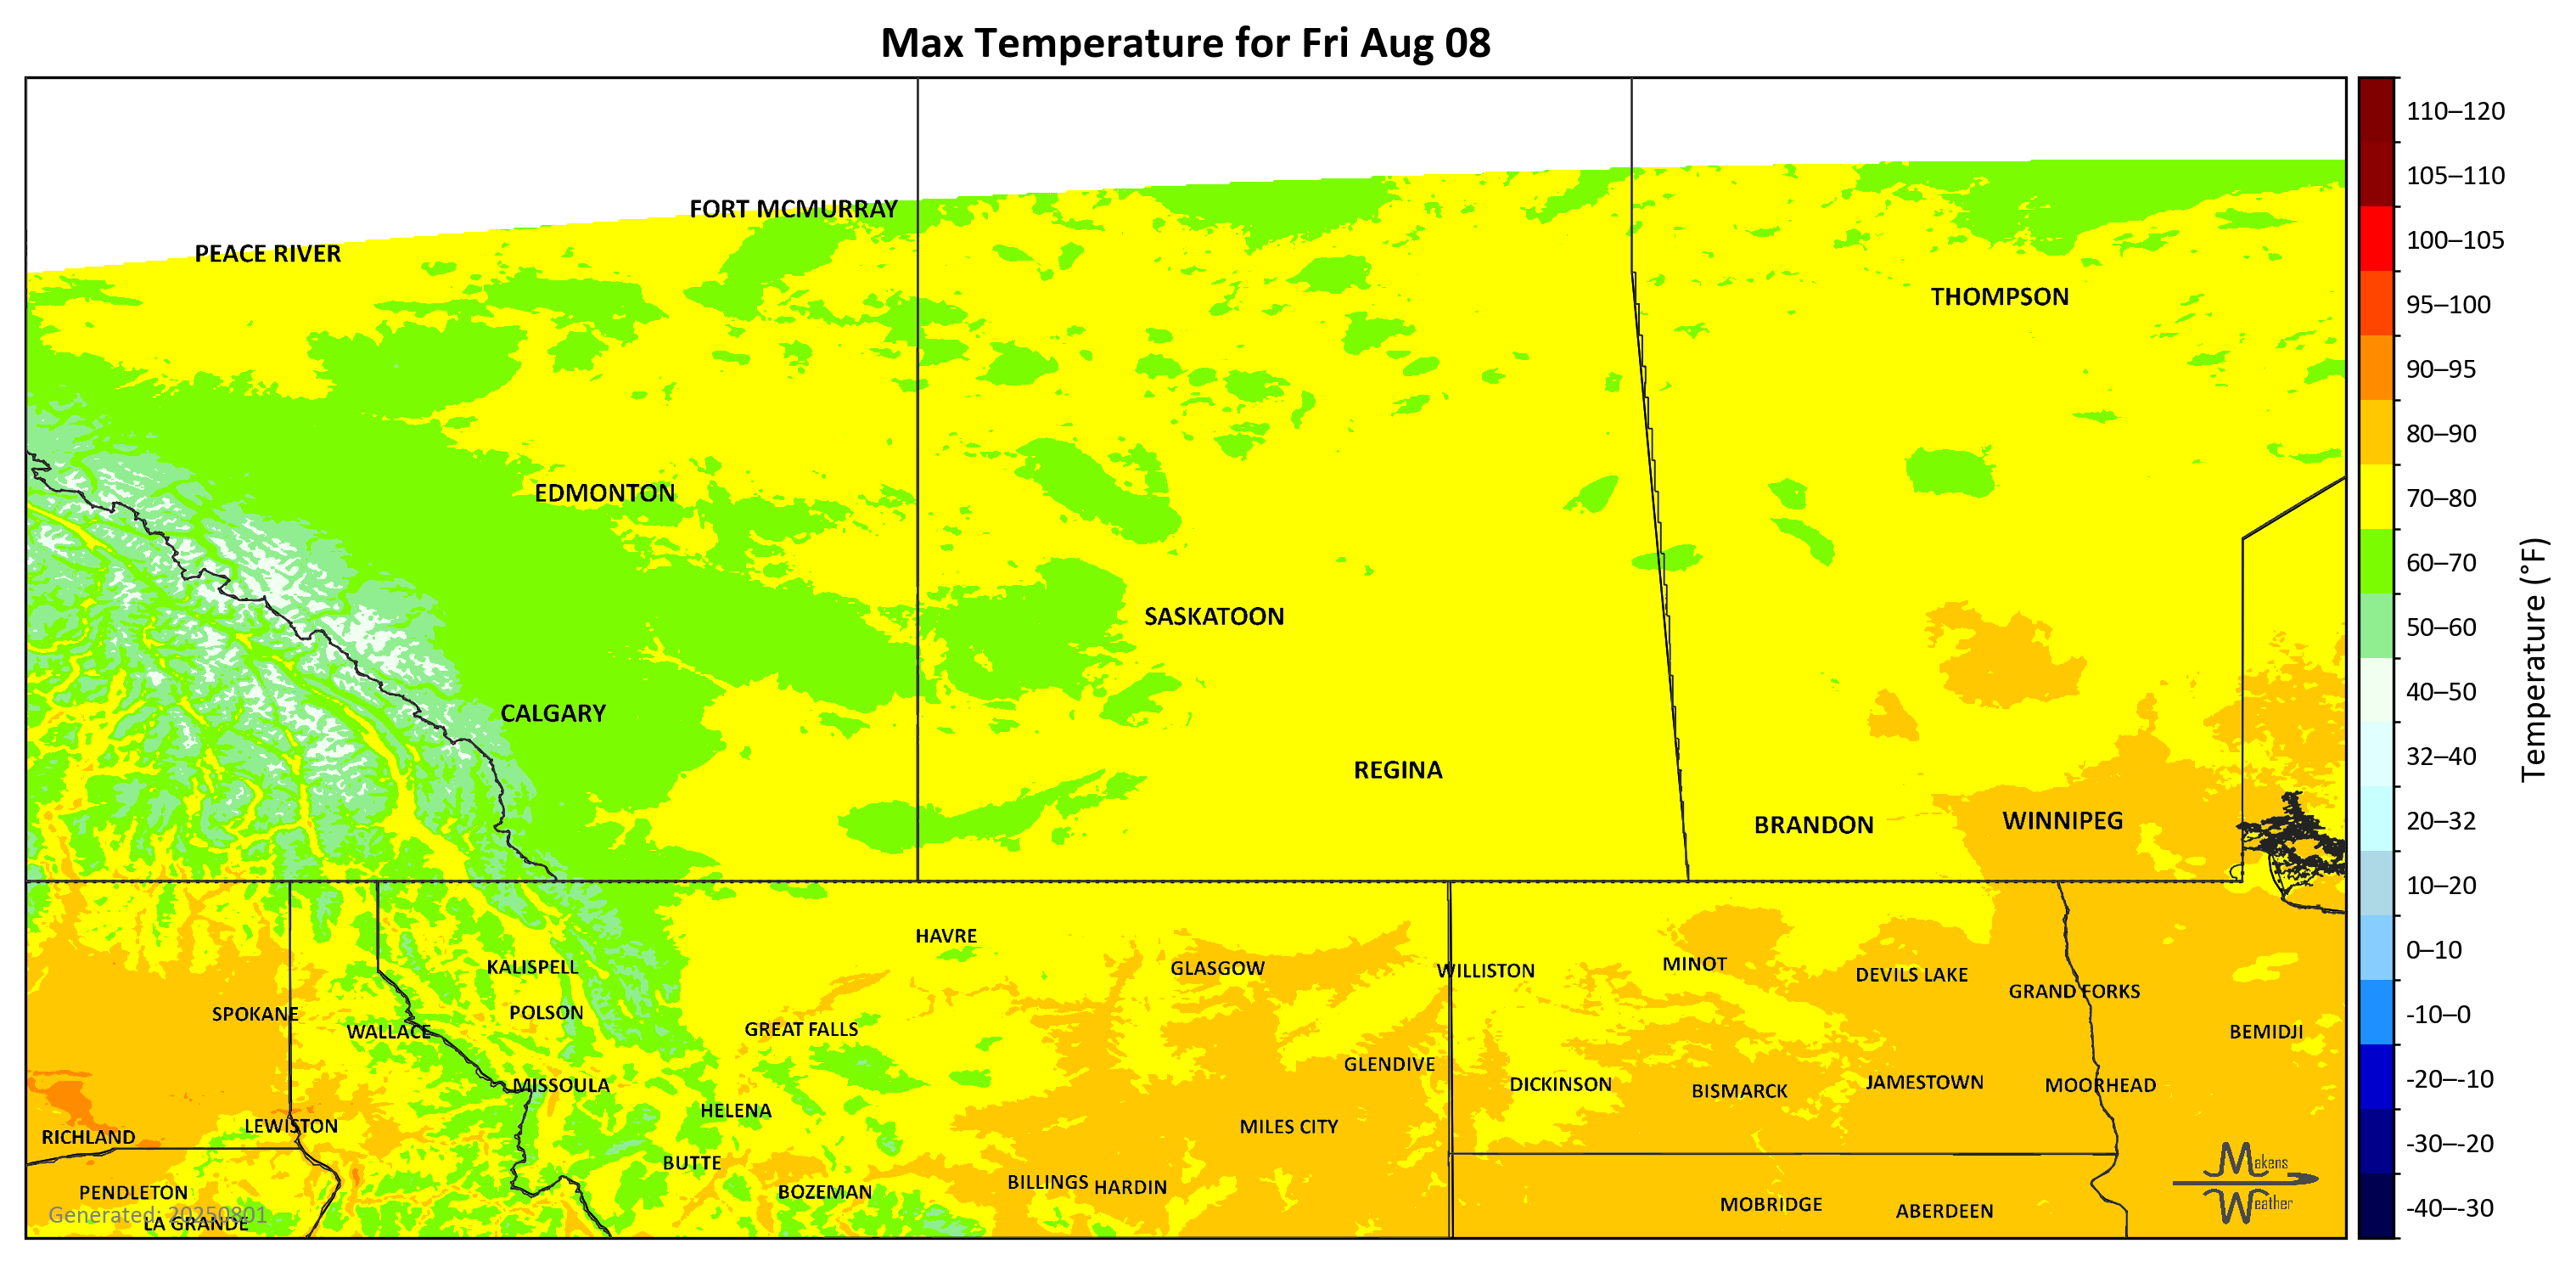 Max Temperature for Fri Aug 08
FORT MCMURRAY
PEACE RIVER
THOMPSON
EDMONTON
SASKATOON
CALGARY
REGINA
BRANDON
WINNIPEG
HAVRE
KALISPELL
GLASGOW
WILLISTON
MINOT
DEVILS LAKE
GRAND FORKS
SPOKANE
POLSON
WALLACE
GREAT FALLS
BEMIDJI
GLENDIVE
MISSOULA
DICKINSON
BISMARCK
JAMESTOWN
MOORHEAD
HELENA
LEWISTON
MILES CITY
RICHLAND
BUTTE
BOZEMAN
BILLINGS
HARDIN
PENDLETON
MOBRIDGE
ABERDEEN
Generated: 20250801
LA GRANDE
Makens
Weather
110–120
105–110
100–105
95–100
90–95
80–90
70–80
60–70
50–60
40–50
32–40
20–32
10–20
0–10
-10–0
-20–-10
-30–-20
-40–-30
Temperature (°F)